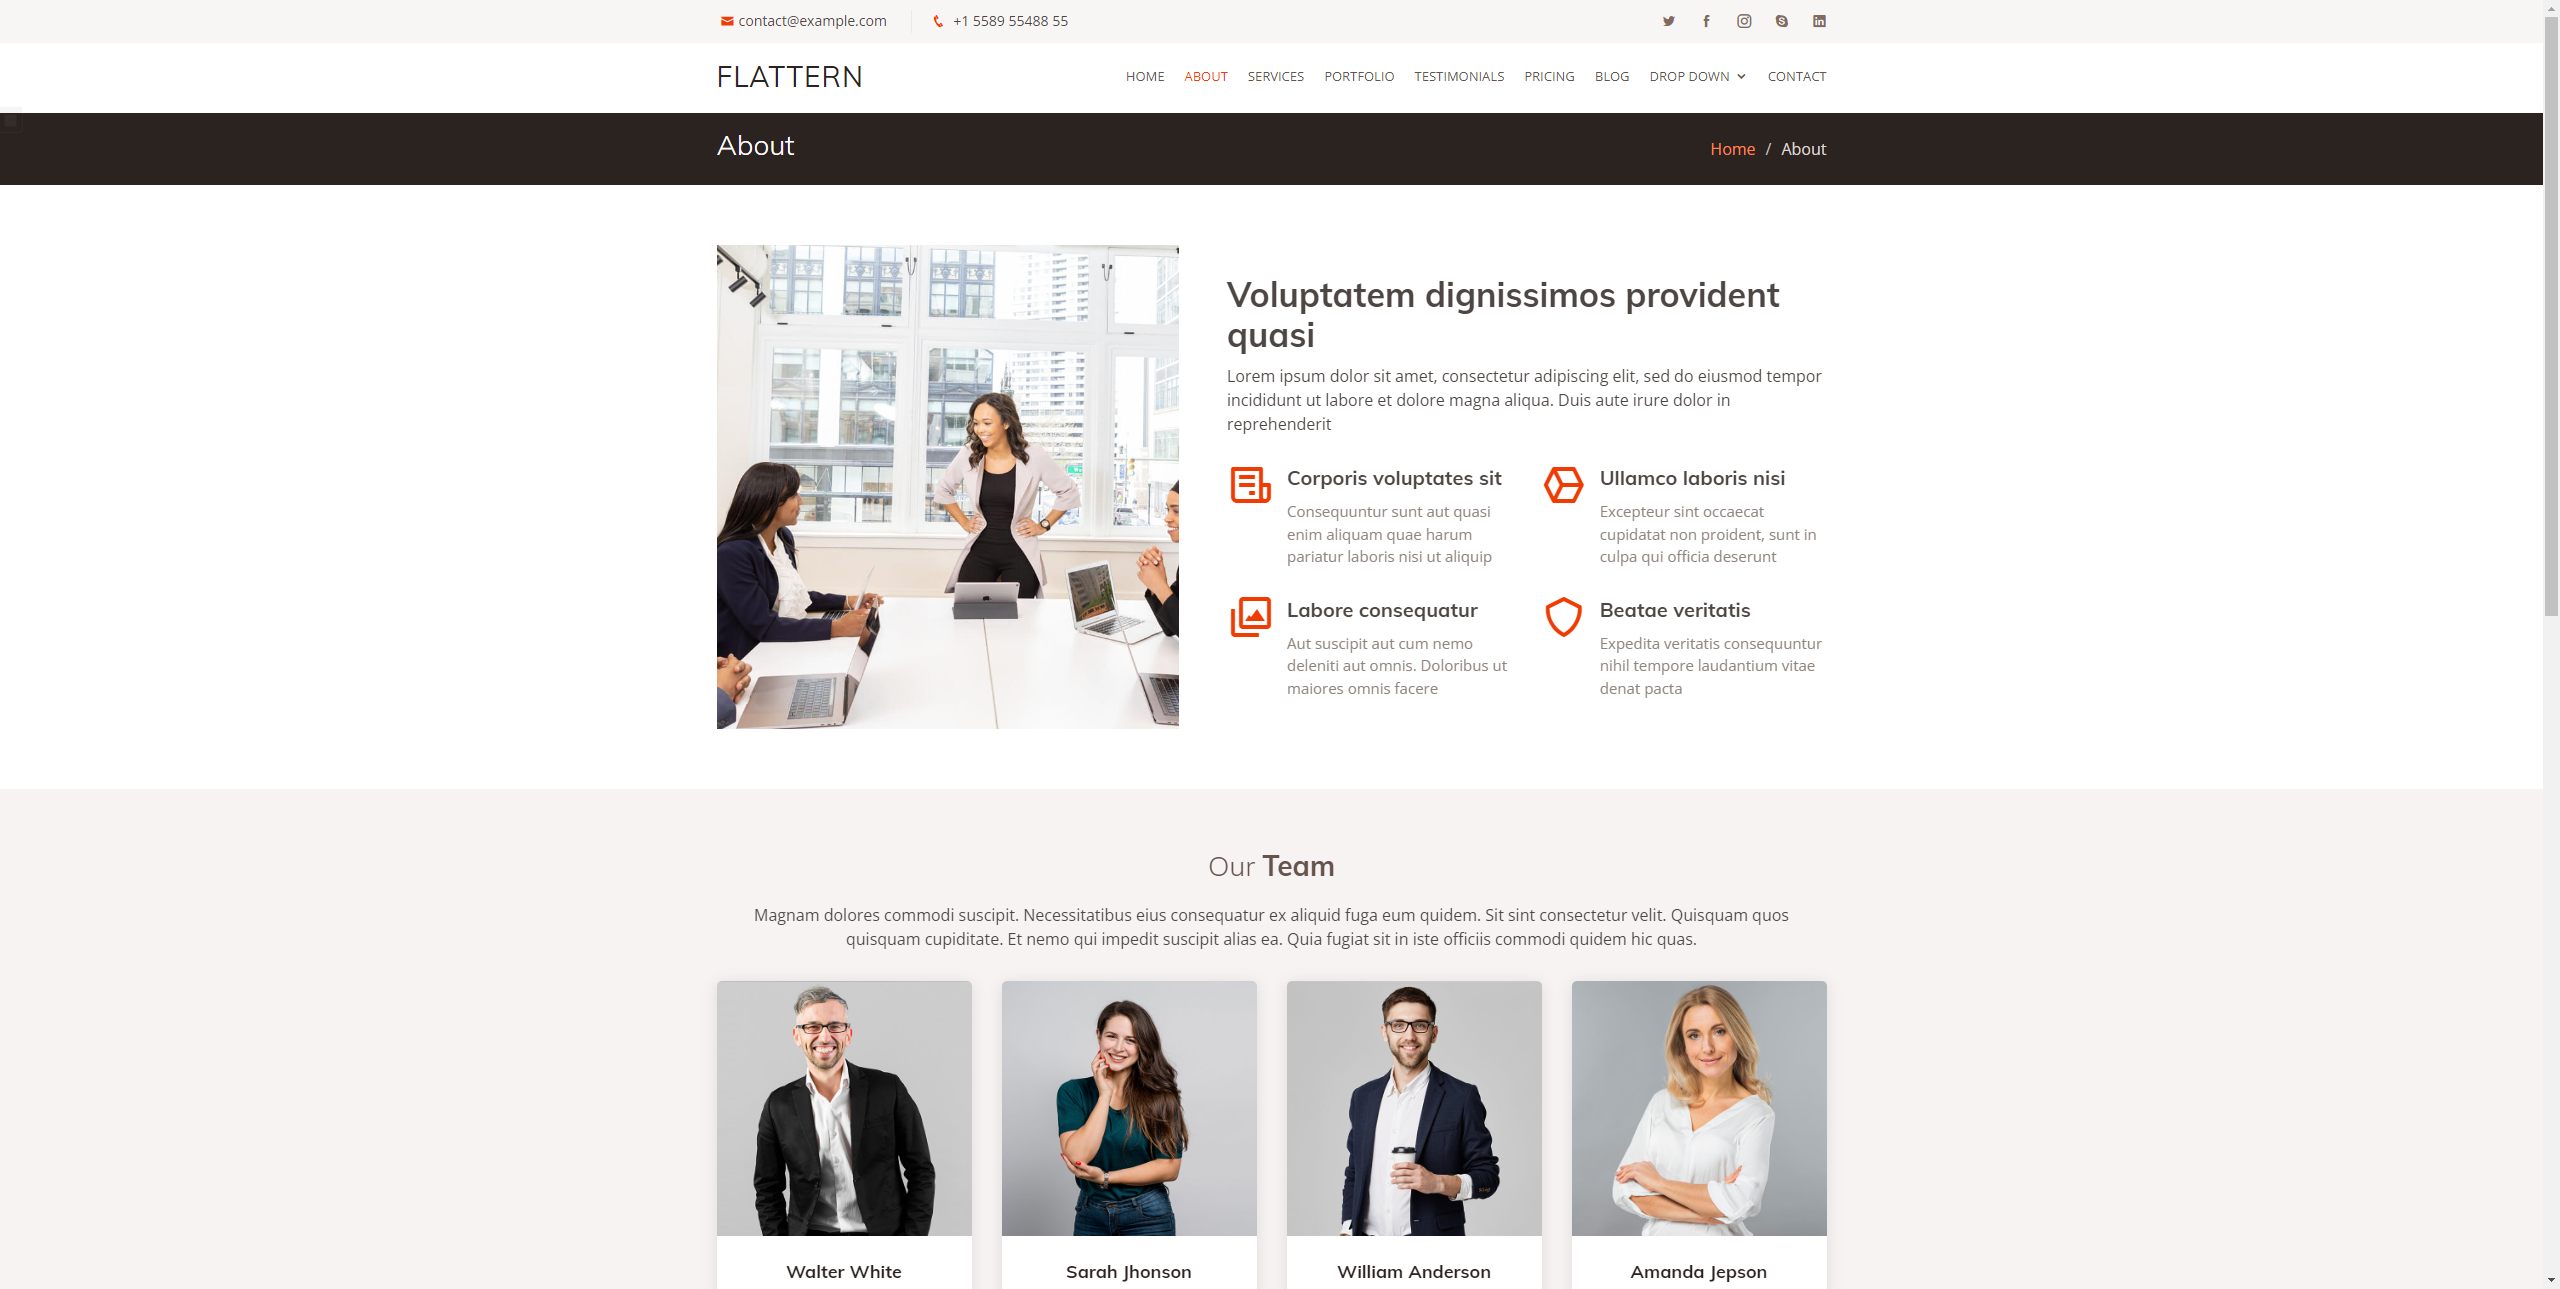 contact@example.com +1 5589 55488 55
FLATTERN
HOME ABOUT SERVICES PORTFOLIO TESTIMONIALS PRICING BLOG DROP DOWN CONTACT
About
Home / About
Voluptatem dignissimos provident
quasi
Lorem ipsum dolor sit amet, consectetur adipiscing elit, sed do eiusmod tempor
incididunt ut labore et dolore magna aliqua. Duis aute irure dolor in
reprehenderit
Corporis voluptates sit
Consequuntur sunt aut quasi
enim aliquam quae harum
pariatur laboris nisi ut aliquip
Ullamco laboris nisi
Excepteur sint occaecat
cupidatat non proident, sunt in
culpa qui officia deserunt
Labore consequatur
Aut suscipit aut cum nemo
deleniti aut omnis. Doloribus ut
maiores omnis facere
Beatae veritatis
Expedita veritatis consequuntur
nihil tempore laudantium vitae
denat pacta
Our Team
Magnam dolores commodi suscipit. Necessitatibus eius consequatur ex aliquid fuga eum quidem. Sit sint consectetur velit. Quisquam quos
quisquam cupiditate. Et nemo qui impedit suscipit alias ea. Quia fugiat sit in iste officiis commodi quidem hic quas.
Walter White
Sarah Jhonson
William Anderson
Amanda Jepson